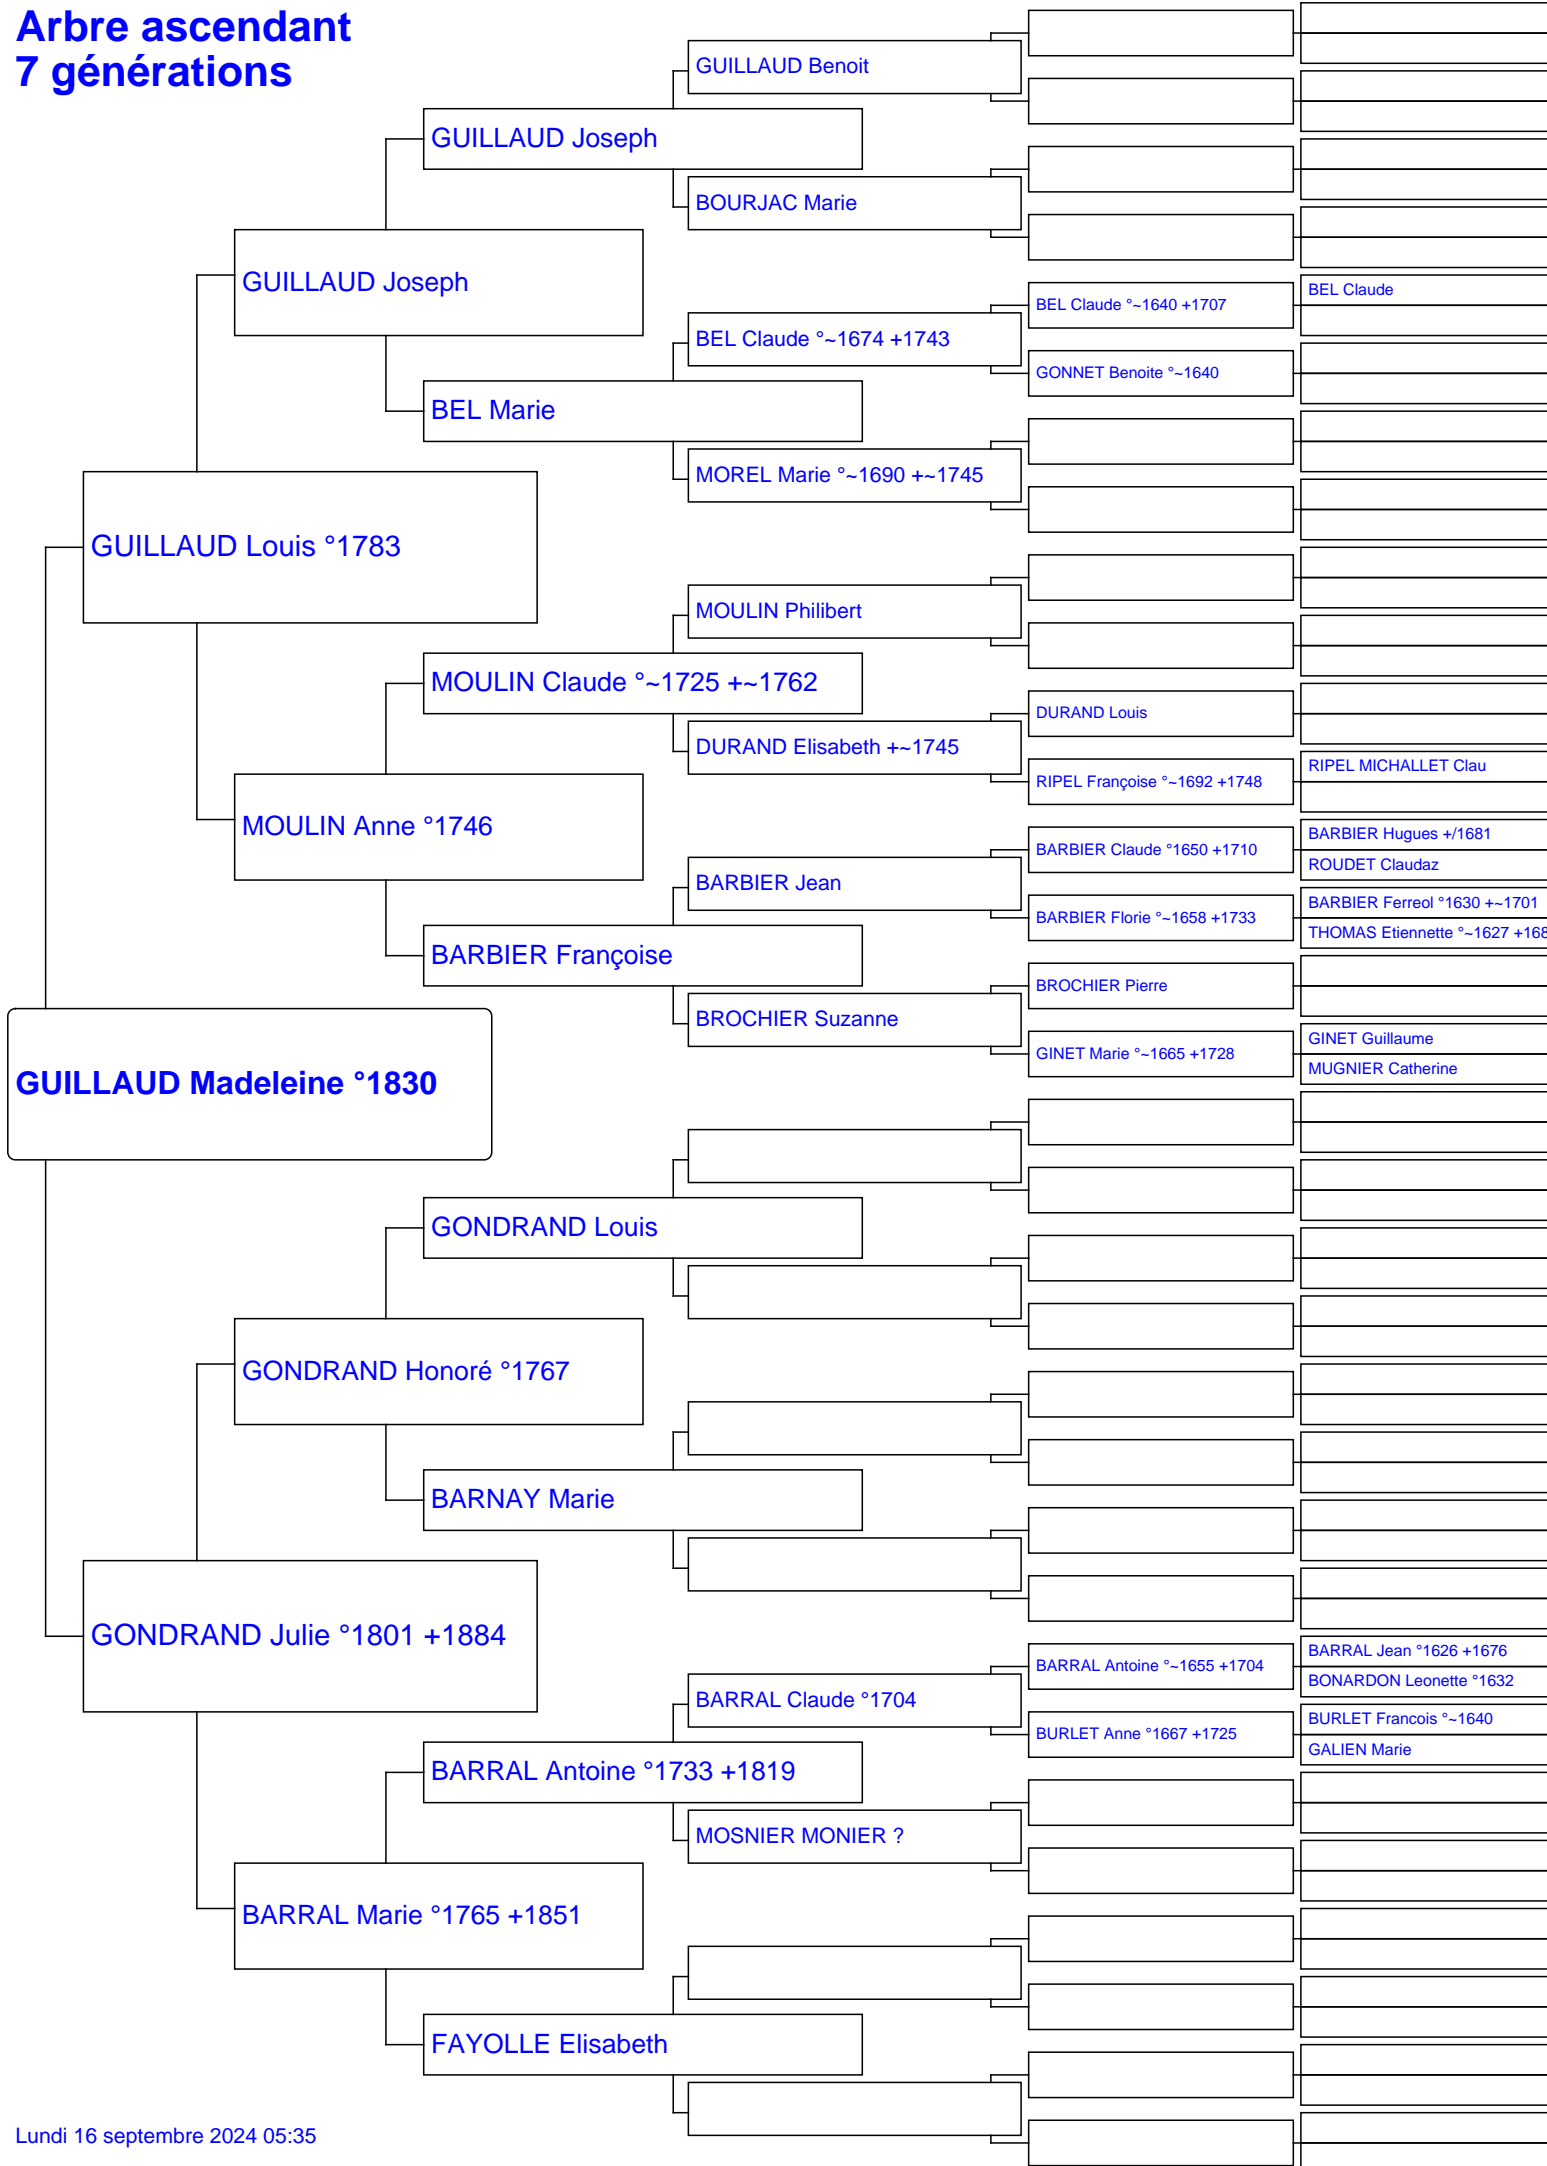 Arbre ascendant
7 générations
GUILLAUD Benoit
GUILLAUD Joseph
BOURJAC Marie
GUILLAUD Joseph
BEL Claude
BEL Claude °~1640 +1707
BEL Claude °~1674 +1743
GONNET Benoite °~1640
BEL Marie
MOREL Marie °~1690 +~1745
GUILLAUD Louis °1783
MOULIN Philibert
MOULIN Claude °~1725 +~1762
DURAND Louis
DURAND Elisabeth +~1745
RIPEL MICHALLET Clau
RIPEL Françoise °~1692 +1748
MOULIN Anne °1746
BARBIER Hugues +/1681
BARBIER Claude °1650 +1710
ROUDET Claudaz
BARBIER Jean
BARBIER Ferreol °1630 +~1701
BARBIER Florie °~1658 +1733
THOMAS Etiennette °~1627 +168
BARBIER Françoise
BROCHIER Pierre
BROCHIER Suzanne
GINET Guillaume
GINET Marie °~1665 +1728
MUGNIER Catherine
GUILLAUD Madeleine °1830
GONDRAND Louis
GONDRAND Honoré °1767
BARNAY Marie
GONDRAND Julie °1801 +1884
BARRAL Jean °1626 +1676
BARRAL Antoine °~1655 +1704
BONARDON Leonette °1632
BARRAL Claude °1704
BURLET Francois °~1640
BURLET Anne °1667 +1725
GALIEN Marie
BARRAL Antoine °1733 +1819
MOSNIER MONIER ?
BARRAL Marie °1765 +1851
FAYOLLE Elisabeth
Lundi 16 septembre 2024 05:35